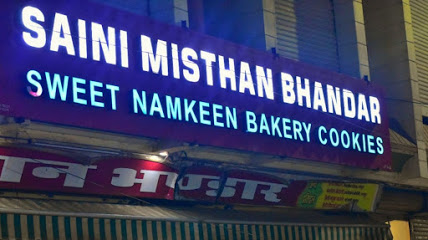 SAINI MISTHAN BHANDAR
SWEET NAMKEEN BAKERY COOKIES
भण्डार